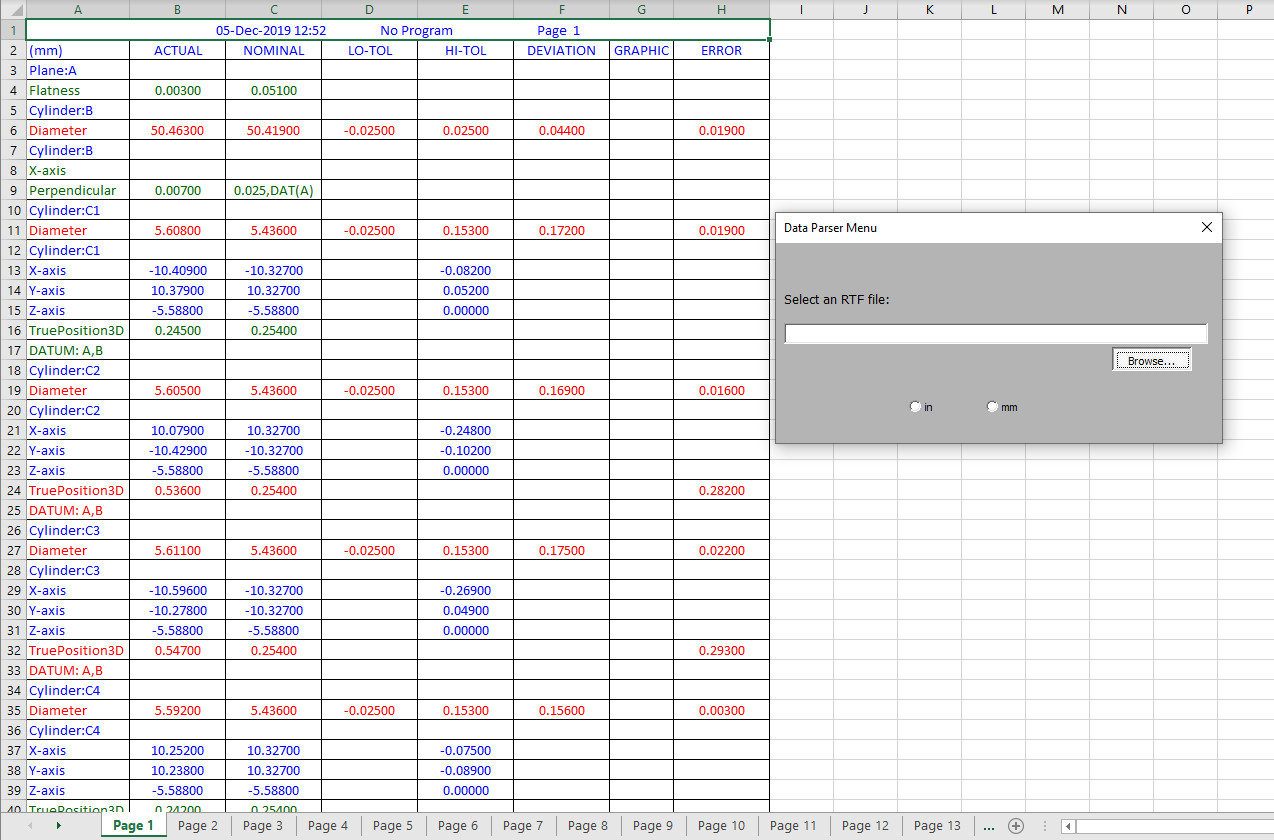 A B C D E F G H I J K L M N O P
1 05-Dec-2019 12:52 No Program Page 1
2 (mm) ACTUAL NOMINAL LO-TOL HI-TOL DEVIATION GRAPHIC ERROR
3 Plane:A
4 Flatness 0.00300 0.05100
5 Cylinder:B
6 Diameter 50.46300 50.41900 -0.02500 0.02500 0.04400 0.01900
7 Cylinder:B
8 X-axis
9 Perpendicular 0.00700 0.025,DAT(A)
10 Cylinder:C1
11 Diameter 5.60800 5.43600 -0.02500 0.15300 0.17200 0.01900
12 Cylinder:C1
13 X-axis -10.40900 -10.32700 -0.08200
14 Y-axis 10.37900 10.32700 0.05200
15 Z-axis -5.58800 -5.58800 0.00000
16 TruePosition3D 0.24500 0.25400
17 DATUM: A,B
18 Cylinder:C2
19 Diameter 5.60500 5.43600 -0.02500 0.15300 0.16900 0.01600
20 Cylinder:C2
21 X-axis 10.07900 10.32700 -0.24800
22 Y-axis -10.42900 -10.32700 -0.10200
23 Z-axis -5.58800 -5.58800 0.00000
24 TruePosition3D 0.53600 0.25400 0.28200
25 DATUM: A,B
26 Cylinder:C3
27 Diameter 5.61100 5.43600 -0.02500 0.15300 0.17500 0.02200
28 Cylinder:C3
29 X-axis -10.59600 -10.32700 -0.26900
30 Y-axis -10.27800 -10.32700 0.04900
31 Z-axis -5.58800 -5.58800 0.00000
32 TruePosition3D 0.54700 0.25400 0.29300
33 DATUM: A,B
34 Cylinder:C4
35 Diameter 5.59200 5.43600 -0.02500 0.15300 0.15600 0.00300
36 Cylinder:C4
37 X-axis 10.25200 10.32700 -0.07500
38 Y-axis 10.23800 10.32700 -0.08900
39 Z-axis -5.58800 -5.58800 0.00000
40 TruePosition3D 0.24200 0.25400
Data Parser Menu
Select an RTF file:
Browse...
in mm
Page 1 Page 2 Page 3 Page 4 Page 5 Page 6 Page 7 Page 8 Page 9 Page 10 Page 11 Page 12 Page 13 ...